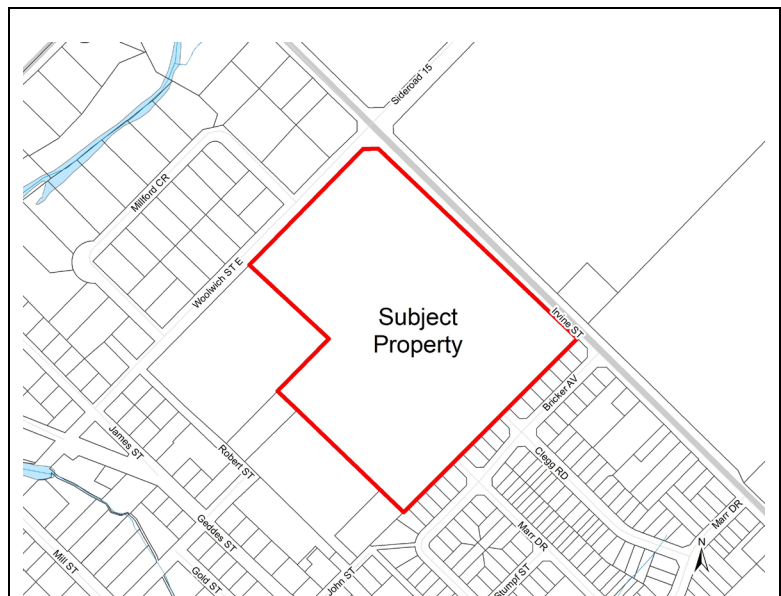 Sideroad 15
Millford CR
Woolwich ST E
Subject
Property
Irvine ST
Bricker AV
James ST
Robert ST
Clegg RD
Geddes ST
Marr DR
Marr DR
N
Mill ST
Gold ST
John ST
Stumpf ST